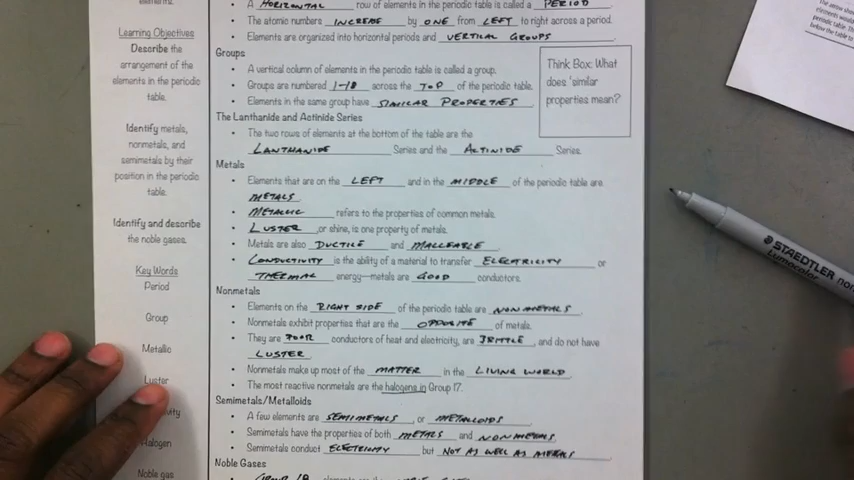 elements.
Learning Objectives
Describe the
arrangement of the
elements in the periodic
table.
Identify metals,
nonmetals, and
semimetals by their
position in the periodic
table.
Identify and describe
the noble gases.
Key Words
Period
Group
Metallic
Luster
Halogen
Noble gas
• A HORIZONTAL row of elements in the periodic table is called a PERIOD
• The atomic numbers INCREASE by ONE from LEFT to right across a period.
• Elements are organized into horizontal periods and VERTICAL GROUPS.
Groups
• A vertical column of elements in the periodic table is called a group.
• Groups are numbered 1-18 across the TOP of the periodic table.
• Elements in the same group have SIMILAR PROPERTIES.
Think Box: What
does 'similar
properties mean?
The Lanthanide and Actinide Series
• The two rows of elements at the bottom of the table are the
LANTHANIDE Series and the ACTINIDE Series.
Metals
• Elements that are on the LEFT and in the MIDDLE of the periodic table are
METALS
• METALLIC refers to the properties of common metals.
• LUSTER, or shine, is one property of metals.
• Metals are also DUCTILE and MALLEABLE
• CONDUCTIVITY is the ability of a material to transfer ELECTRICITY or
THERMAL energy—metals are GOOD conductors.
Nonmetals
• Elements on the RIGHT SIDE of the periodic table are NONMETALS
• Nonmetals exhibit properties that are the OPPOSITE of metals.
• They are POOR conductors of heat and electricity, are BRITTLE, and do not have
LUSTER.
• Nonmetals make up most of the MATTER in the LIVING WORLD
• The most reactive nonmetals are the halogens in Group 17.
Semimetals/Metalloids
• A few elements are SEMIMETALS, or METALLOIDS
• Semimetals have the properties of both METALS and NONMETALS
• Semimetals conduct ELECTRICITY but NOT AS WELL AS METALS
Noble Gases
STAEDTLER
Lumocolor